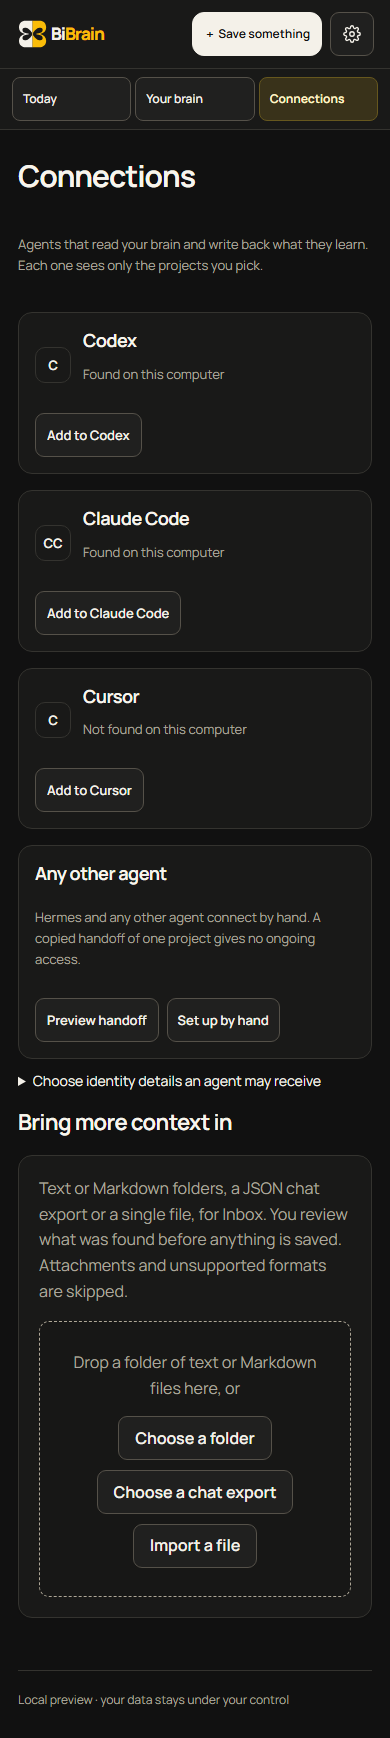 BiBrain
+ Save something
Today
Your brain
Connections
Connections
Agents that read your brain and write back what they learn.
Each one sees only the projects you pick.
C
Codex
Found on this computer
Add to Codex
CC
Claude Code
Found on this computer
Add to Claude Code
C
Cursor
Not found on this computer
Add to Cursor
Any other agent
Hermes and any other agent connect by hand. A
copied handoff of one project gives no ongoing
access.
Preview handoff
Set up by hand
▶ Choose identity details an agent may receive
Bring more context in
Text or Markdown folders, a JSON chat
export or a single file, for Inbox. You review
what was found before anything is saved.
Attachments and unsupported formats
are skipped.
Drop a folder of text or Markdown
files here, or
Choose a folder
Choose a chat export
Import a file
Local preview · your data stays under your control